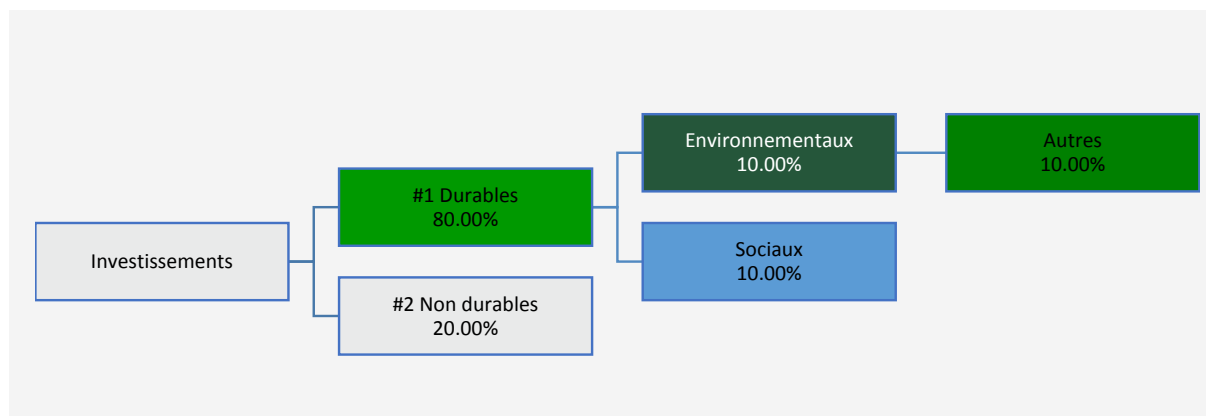 Investissements
#1 Durables
80.00%
#2 Non durables
20.00%
Environnementaux
10.00%
Sociaux
10.00%
Autres
10.00%